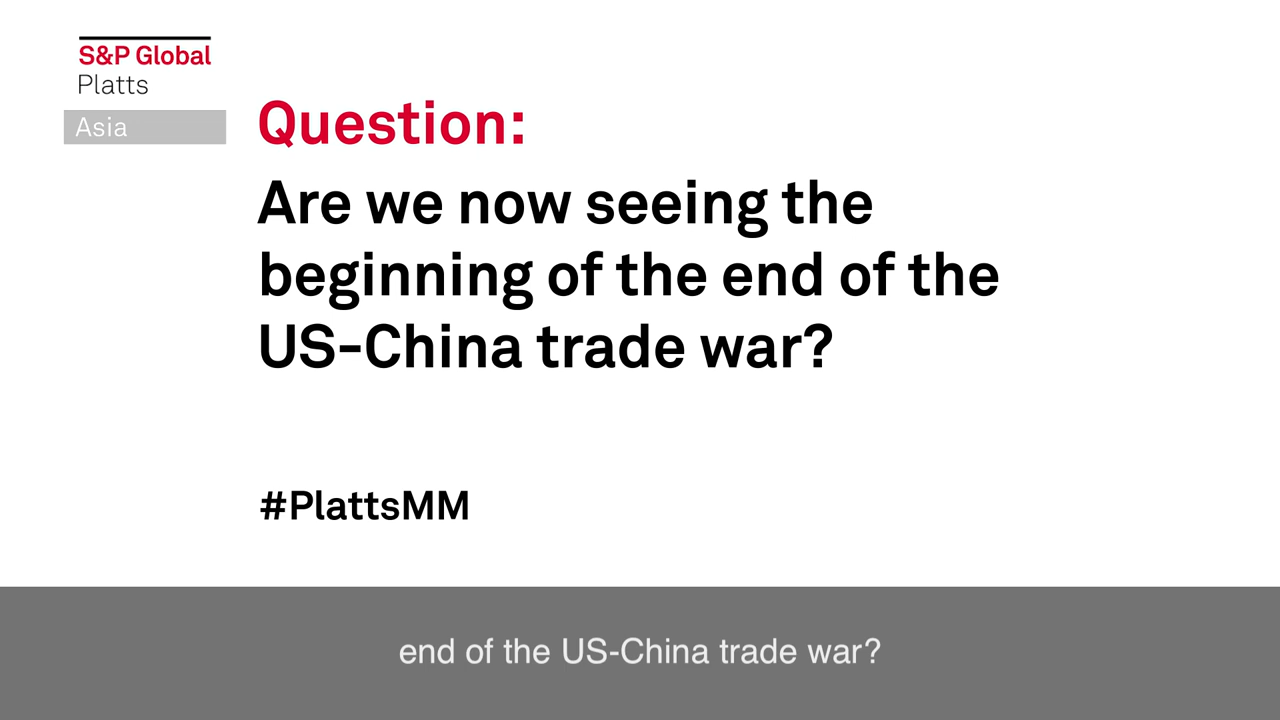 S&P Global
Platts
Asia
Question:
Are we now seeing the
beginning of the end of the
US-China trade war?
#PlattsMM
end of the US-China trade war?